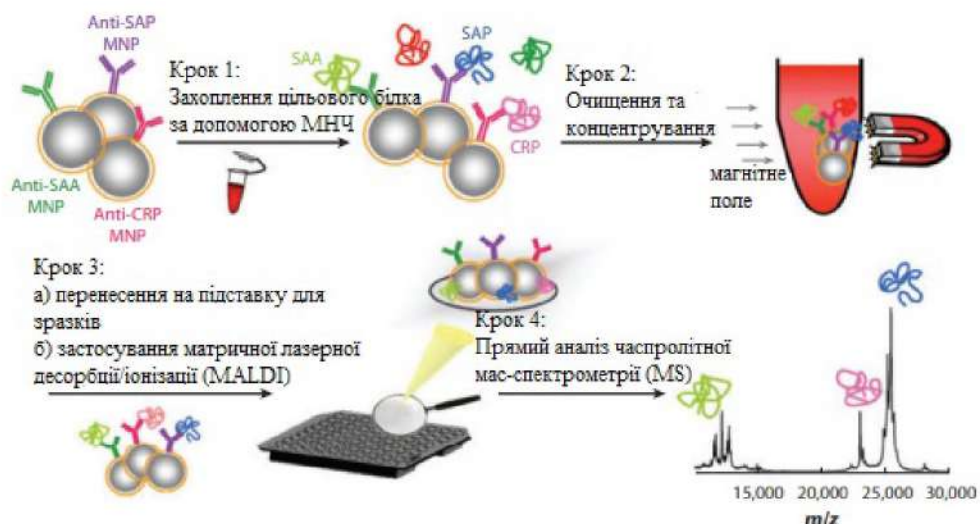 Anti-SAP
MNP
Крок 1:
Захоплення цільового білка
за допомогою МНЧ
SAA
SAP
CRP
Крок 2:
Очищення та
концентрування
магнітне
поле
Anti-SAA
MNP
Anti-CRP
MNP
Крок 3:
а) перенесення на підставку для
зразків
б) застосування матричної лазерної
десорбції/іонизації (MALDI)
Крок 4:
Прямий аналіз часпролітної
мас-спектрометрії (MS)
15,000 20,000 25,000 30,000
m/z